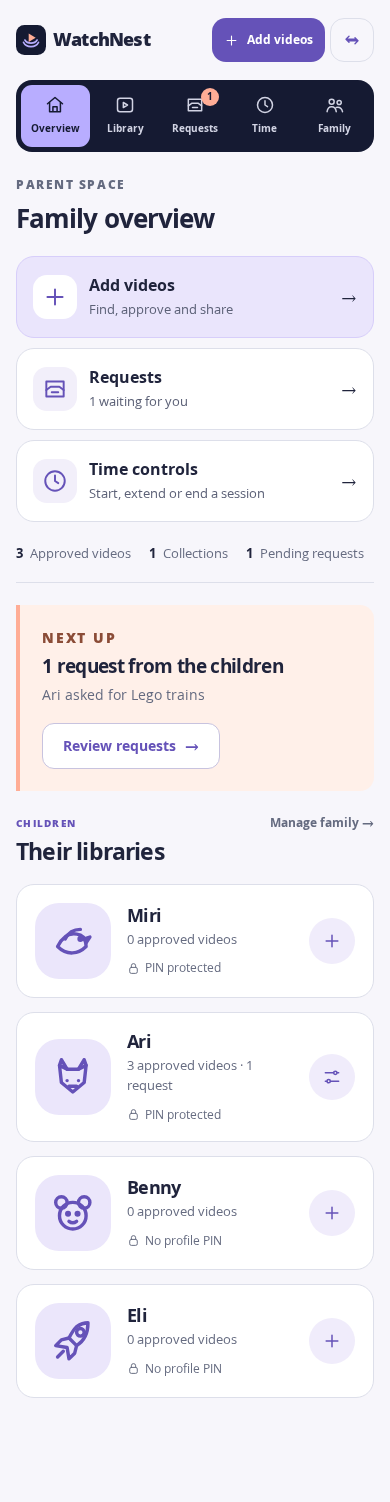 WatchNest
Add videos
Overview
Library
1
Requests
Time
Family
PARENT SPACE
Family overview
Add videos
Find, approve and share
→
Requests
1 waiting for you
→
Time controls
Start, extend or end a session
→
3 Approved videos 1 Collections 1 Pending requests
NEXT UP
1 request from the children
Ari asked for Lego trains
Review requests →
CHILDREN
Manage family →
Their libraries
Miri
0 approved videos
PIN protected
Ari
3 approved videos · 1
request
PIN protected
Benny
0 approved videos
No profile PIN
Eli
0 approved videos
No profile PIN